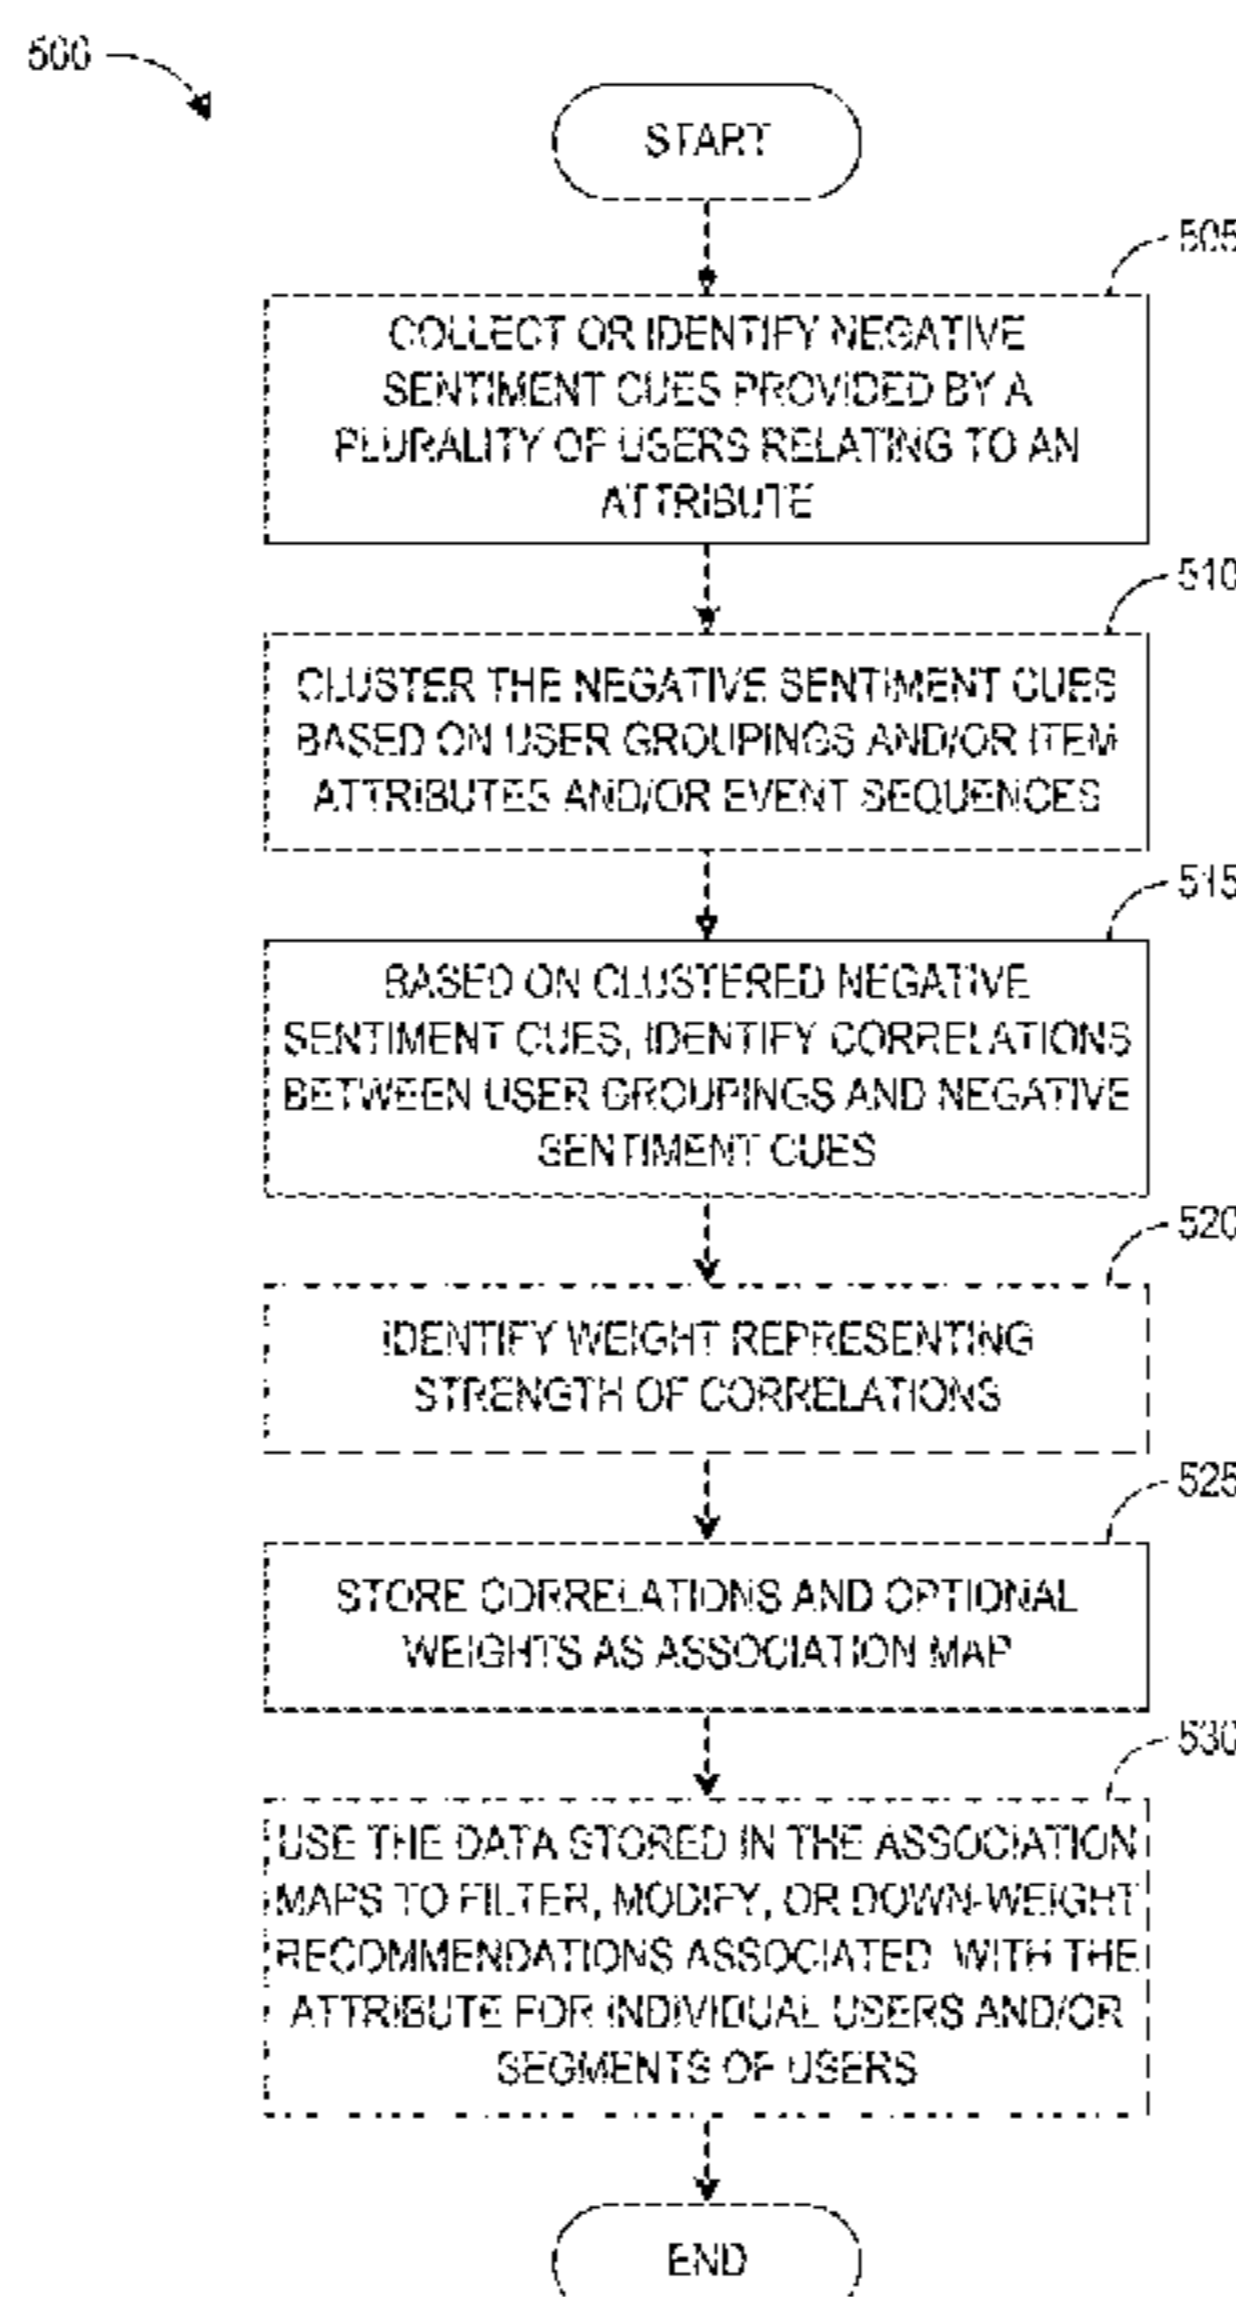 500
START
505
COLLECT OR IDENTIFY NEGATIVE
SENTIMENT CUES PROVIDED BY A
PLURALITY OF USERS RELATING TO AN
ATTRIBUTE
510
CLUSTER THE NEGATIVE SENTIMENT CUES
BASED ON USER GROUPINGS AND/OR ITEM
ATTRIBUTES AND/OR EVENT SEQUENCES
515
BASED ON CLUSTERED NEGATIVE
SENTIMENT CUES, IDENTIFY CORRELATIONS
BETWEEN USER GROUPINGS AND NEGATIVE
SENTIMENT CUES
520
IDENTIFY WEIGHT REPRESENTING
STRENGTH OF CORRELATIONS
525
STORE CORRELATIONS AND OPTIONAL
WEIGHTS AS ASSOCIATION MAP
530
USE THE DATA STORED IN THE ASSOCIATION
MAPS TO FILTER, MODIFY, OR DOWN-WEIGHT
RECOMMENDATIONS ASSOCIATED WITH THE
ATTRIBUTE FOR INDIVIDUAL USERS AND/OR
SEGMENTS OF USERS
END